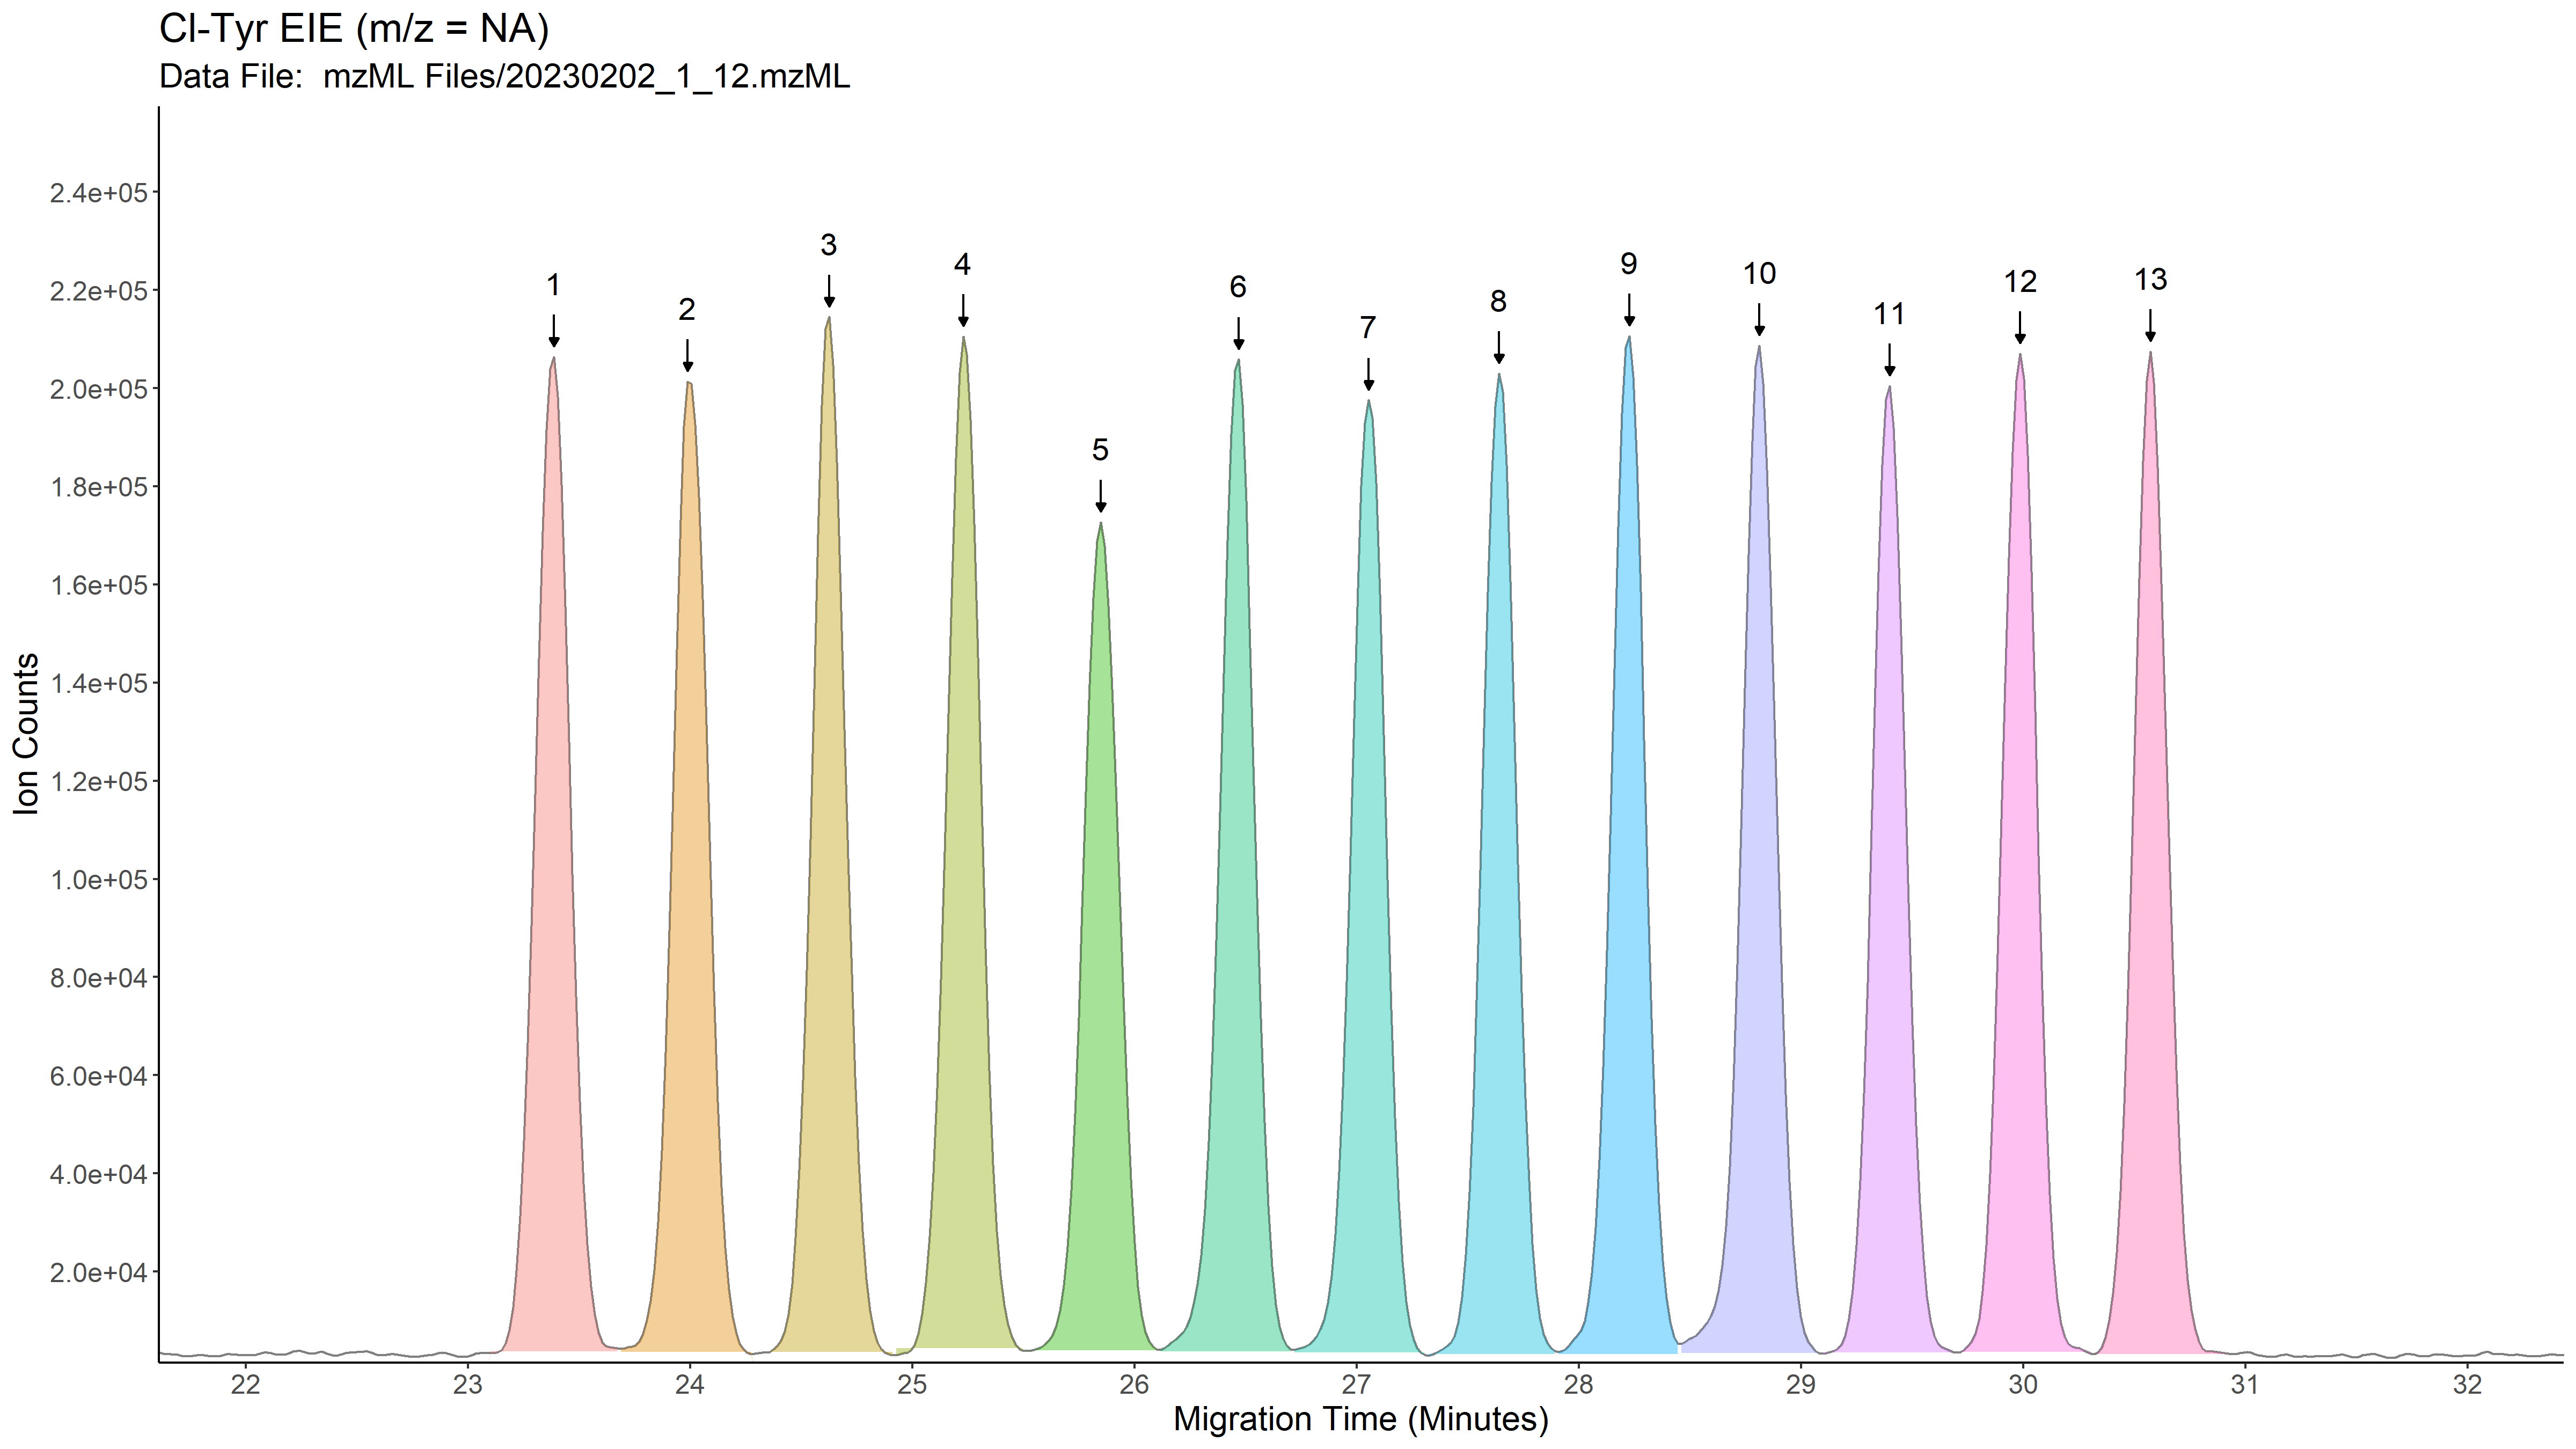 Cl-Tyr EIE (m/z = NA)
Data File:  mzML Files/20230202_1_12.mzML
2.4e+05
2.2e+05
2.0e+05
1.8e+05
1.6e+05
1.4e+05
1.2e+05
1.0e+05
8.0e+04
6.0e+04
4.0e+04
2.0e+04
Ion Counts
1
2
3
4
5
6
7
8
9
10
11
12
13
22 23 24 25 26 27 28 29 30 31 32
Migration Time (Minutes)